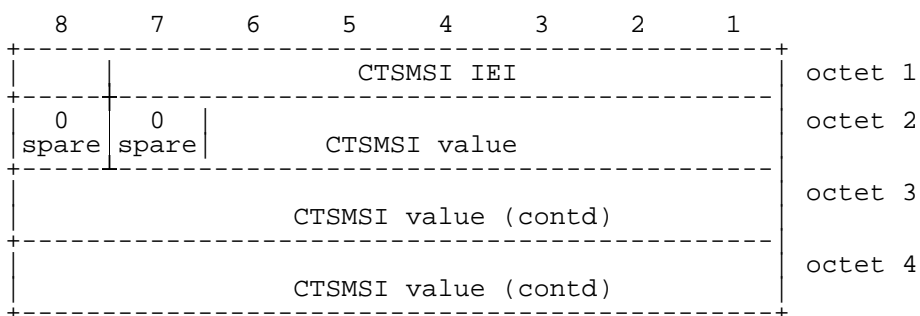 8 7 6 5 4 3 2 1
CTSMSI IEI octet 1
0 0 octet 2
spare spare CTSMSI value
octet 3
CTSMSI value (contd)
octet 4
CTSMSI value (contd)